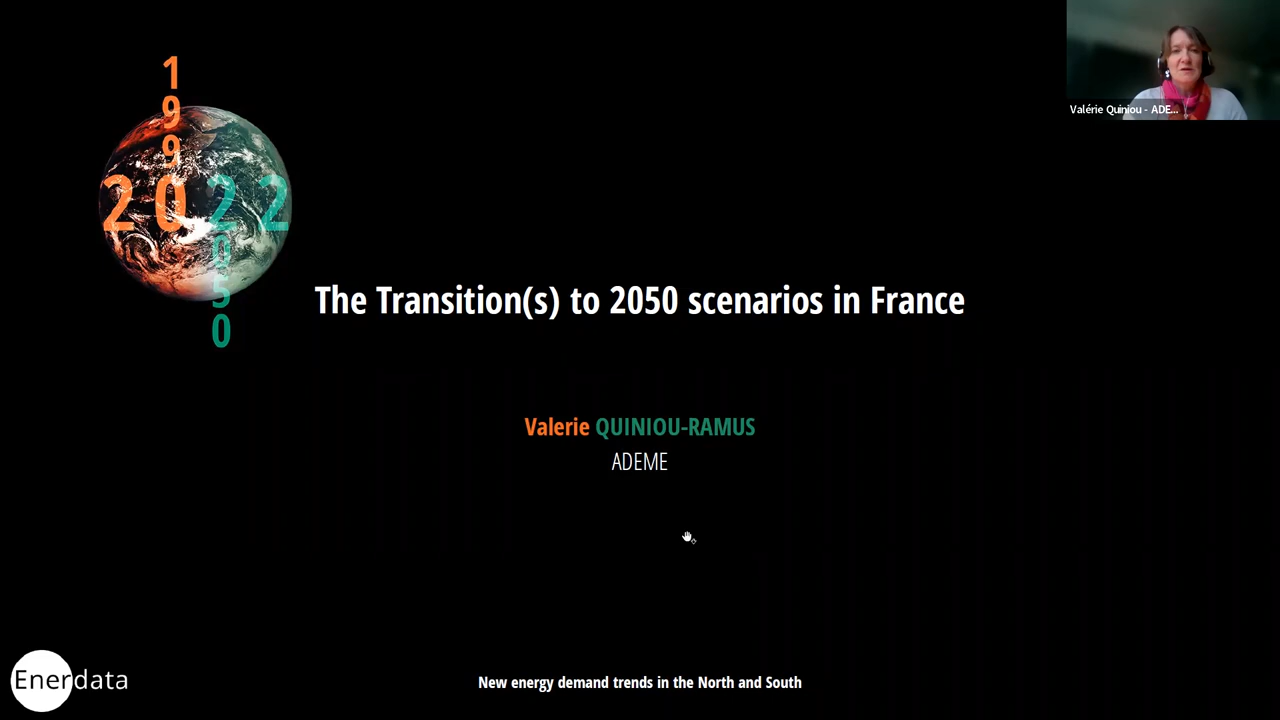 1
9
9
2022
0
5
0
Valérie Quiniou - ADE...
The Transition(s) to 2050 scenarios in France
Valerie QUINIOU-RAMUS
ADEME
Enerdata
New energy demand trends in the North and South